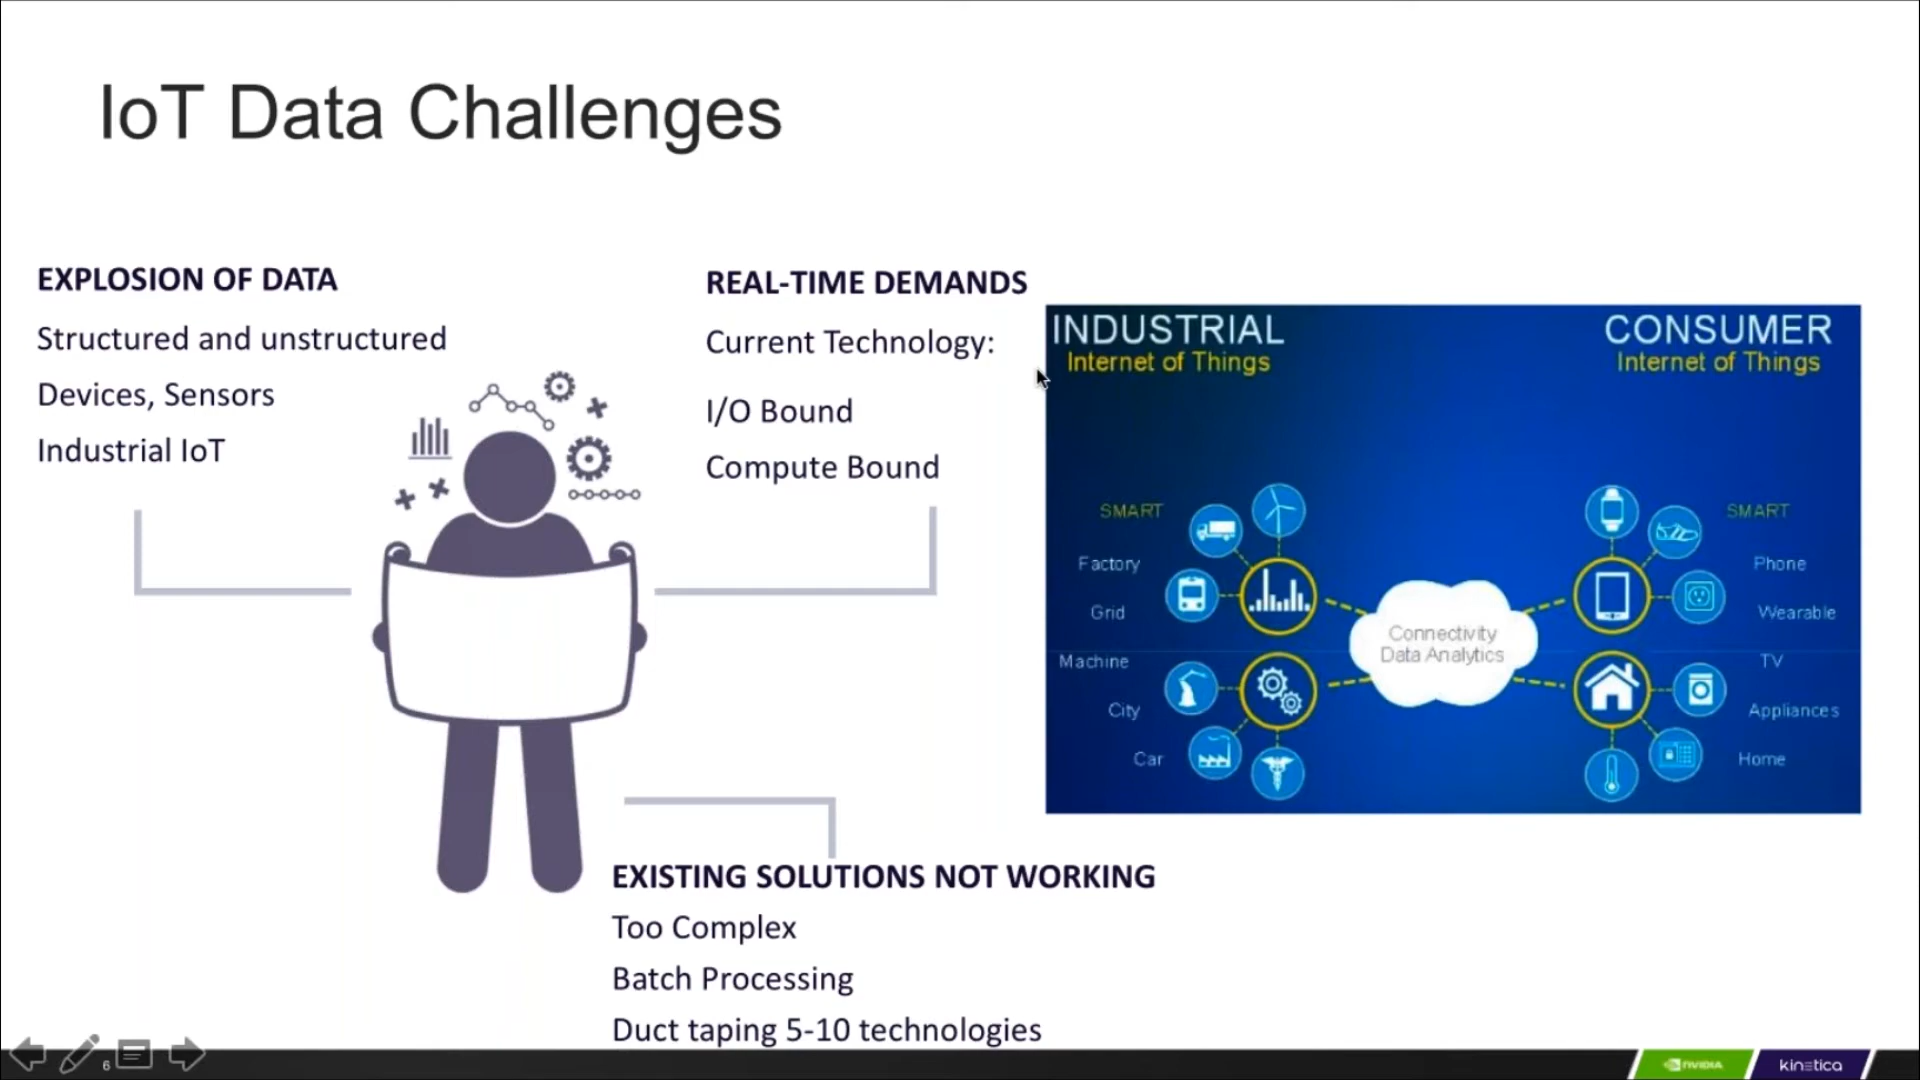 IoT Data Challenges
EXPLOSION OF DATA
Structured and unstructured
Devices, Sensors
Industrial IoT
REAL-TIME DEMANDS
Current Technology:
I/O Bound
Compute Bound
INDUSTRIAL
Internet of Things
CONSUMER
Internet of Things
SMART
Factory
Grid
Machine
City
Car
Connectivity
Data Analytics
SMART
Phone
Wearable
TV
Appliances
Home
EXISTING SOLUTIONS NOT WORKING
Too Complex
Batch Processing
Duct taping 5-10 technologies
6
NVIDIA
kinetica